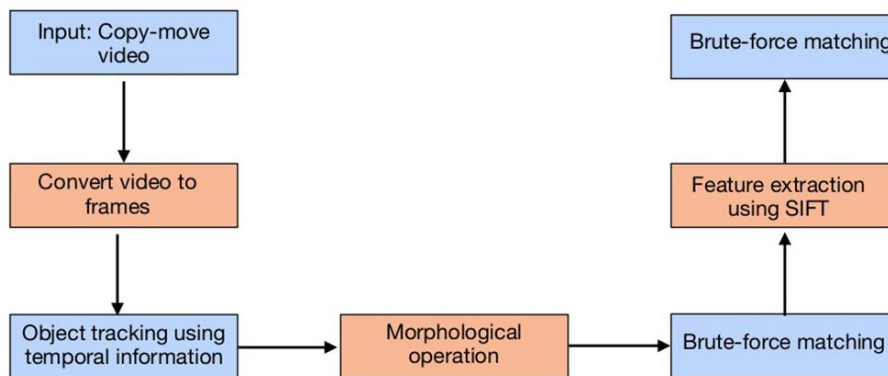 Input: Copy-move
video
Convert video to
frames
Object tracking using
temporal information
Morphological
operation
Brute-force matching
Feature extraction
using SIFT
Brute-force matching